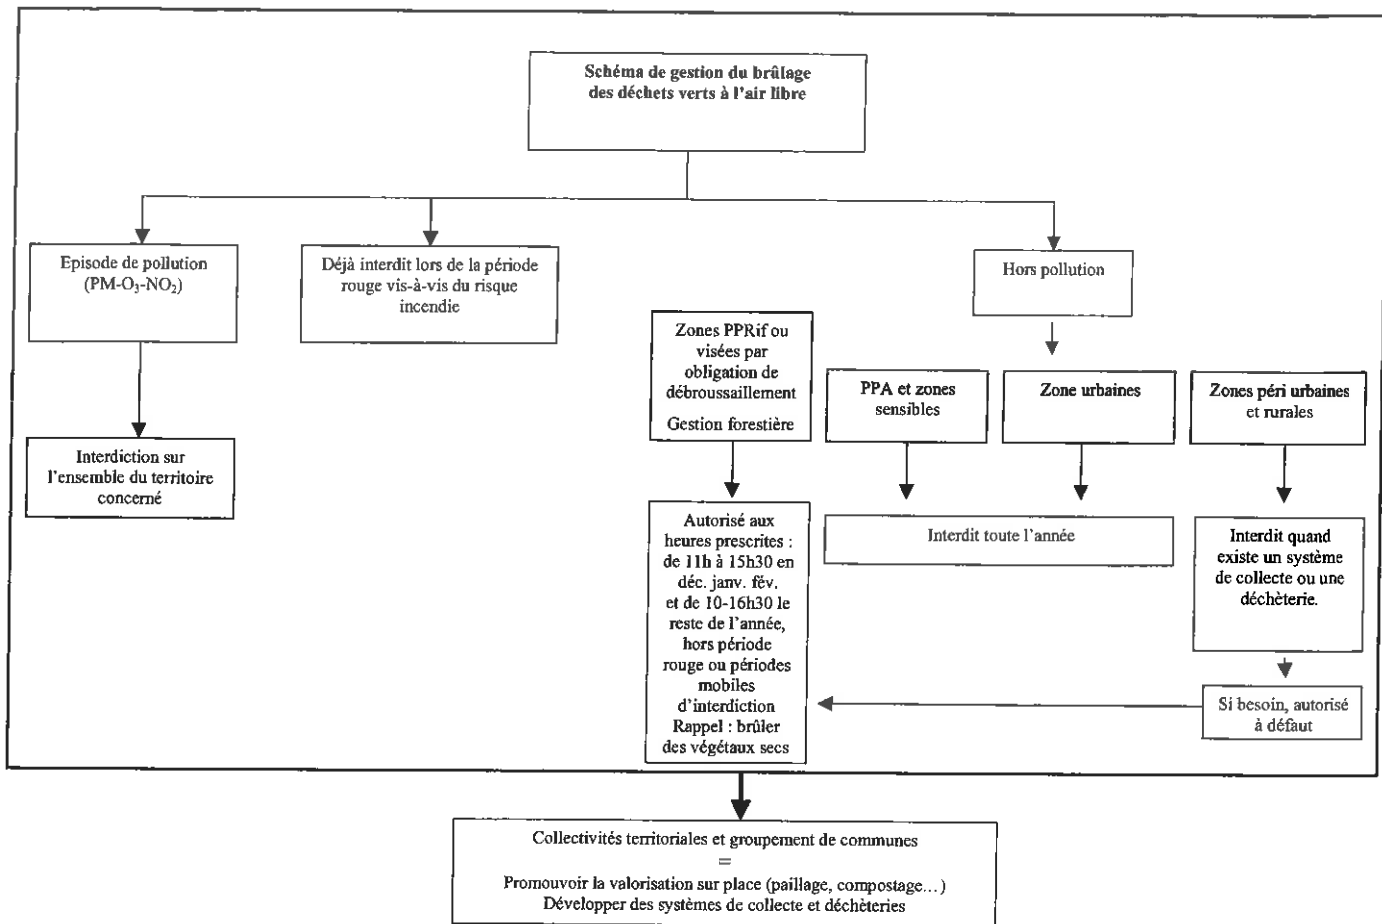 Schéma de gestion du brûlage
des déchets verts à l'air libre
Episode de pollution
(PM-O₃-NO₂)
Déjà interdit lors de la période
rouge vis-à-vis du risque
incendie
Hors pollution
Zones PPRif ou
visées par
obligation de
débroussaillement
Gestion forestière
PPA et zones
sensibles
Zone urbaines
Zones péri urbaines
et rurales
Interdiction sur
l'ensemble du territoire
concerné
Autorisé aux
heures prescrites :
de 11h à 15h30 en
déc. janv. fév.
et de 10-16h30 le
reste de l'année,
hors période
rouge ou périodes
mobiles
d'interdiction
Rappel : brûler
des végétaux secs
Interdit toute l'année
Interdit quand
existe un système
de collecte ou une
déchèterie.
Si besoin, autorisé
à défaut
Collectivités territoriales et groupement de communes
=
Promouvoir la valorisation sur place (paillage, compostage...)
Développer des systèmes de collecte et déchèteries